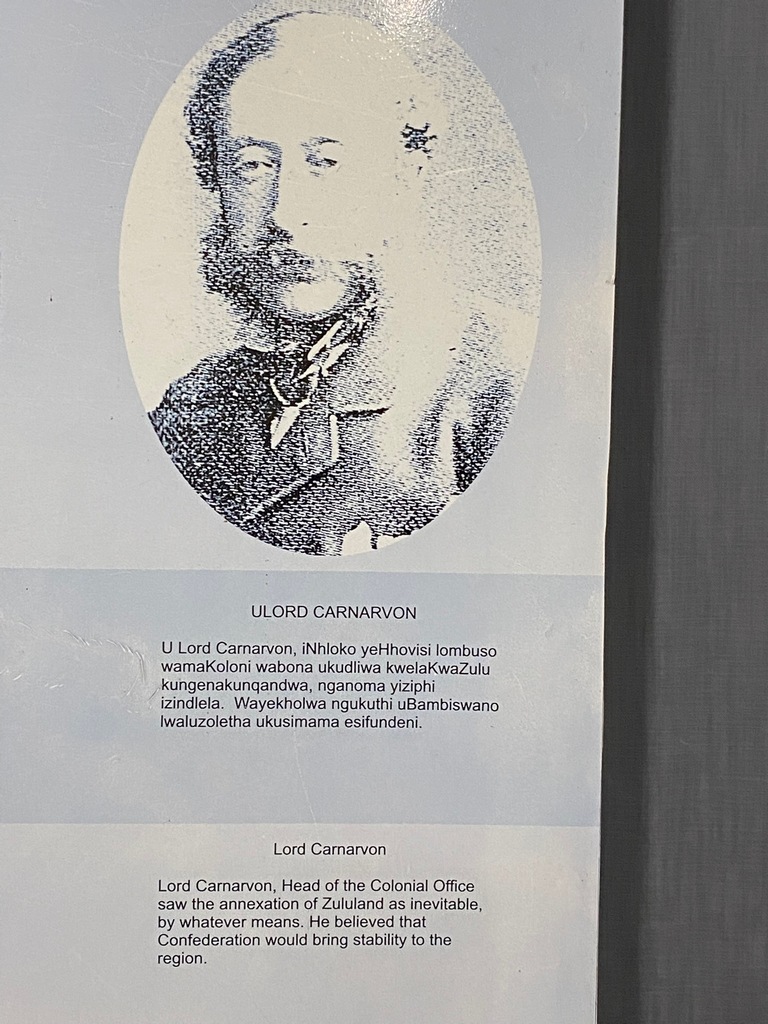 ULORD CARNARVON
U Lord Carnarvon, iNhloko yeHhovisi lombuso
wamaKoloni wabona ukudliwa kwelaKwaZulu
kungenakunqandwa, nganoma yiziphi
izindlela. Wayekholwa ngukuthi uBambiswano
lwaluzoletha ukusimama esifundeni.
Lord Carnarvon
Lord Carnarvon, Head of the Colonial Office
saw the annexation of Zululand as inevitable,
by whatever means. He believed that
Confederation would bring stability to the
region.